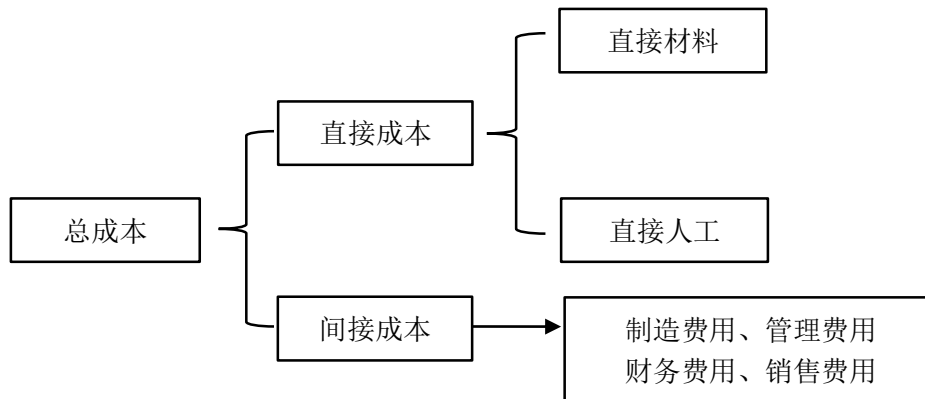 直接材料
直接成本
总成本
直接人工
间接成本
制造费用、管理费用
财务费用、销售费用